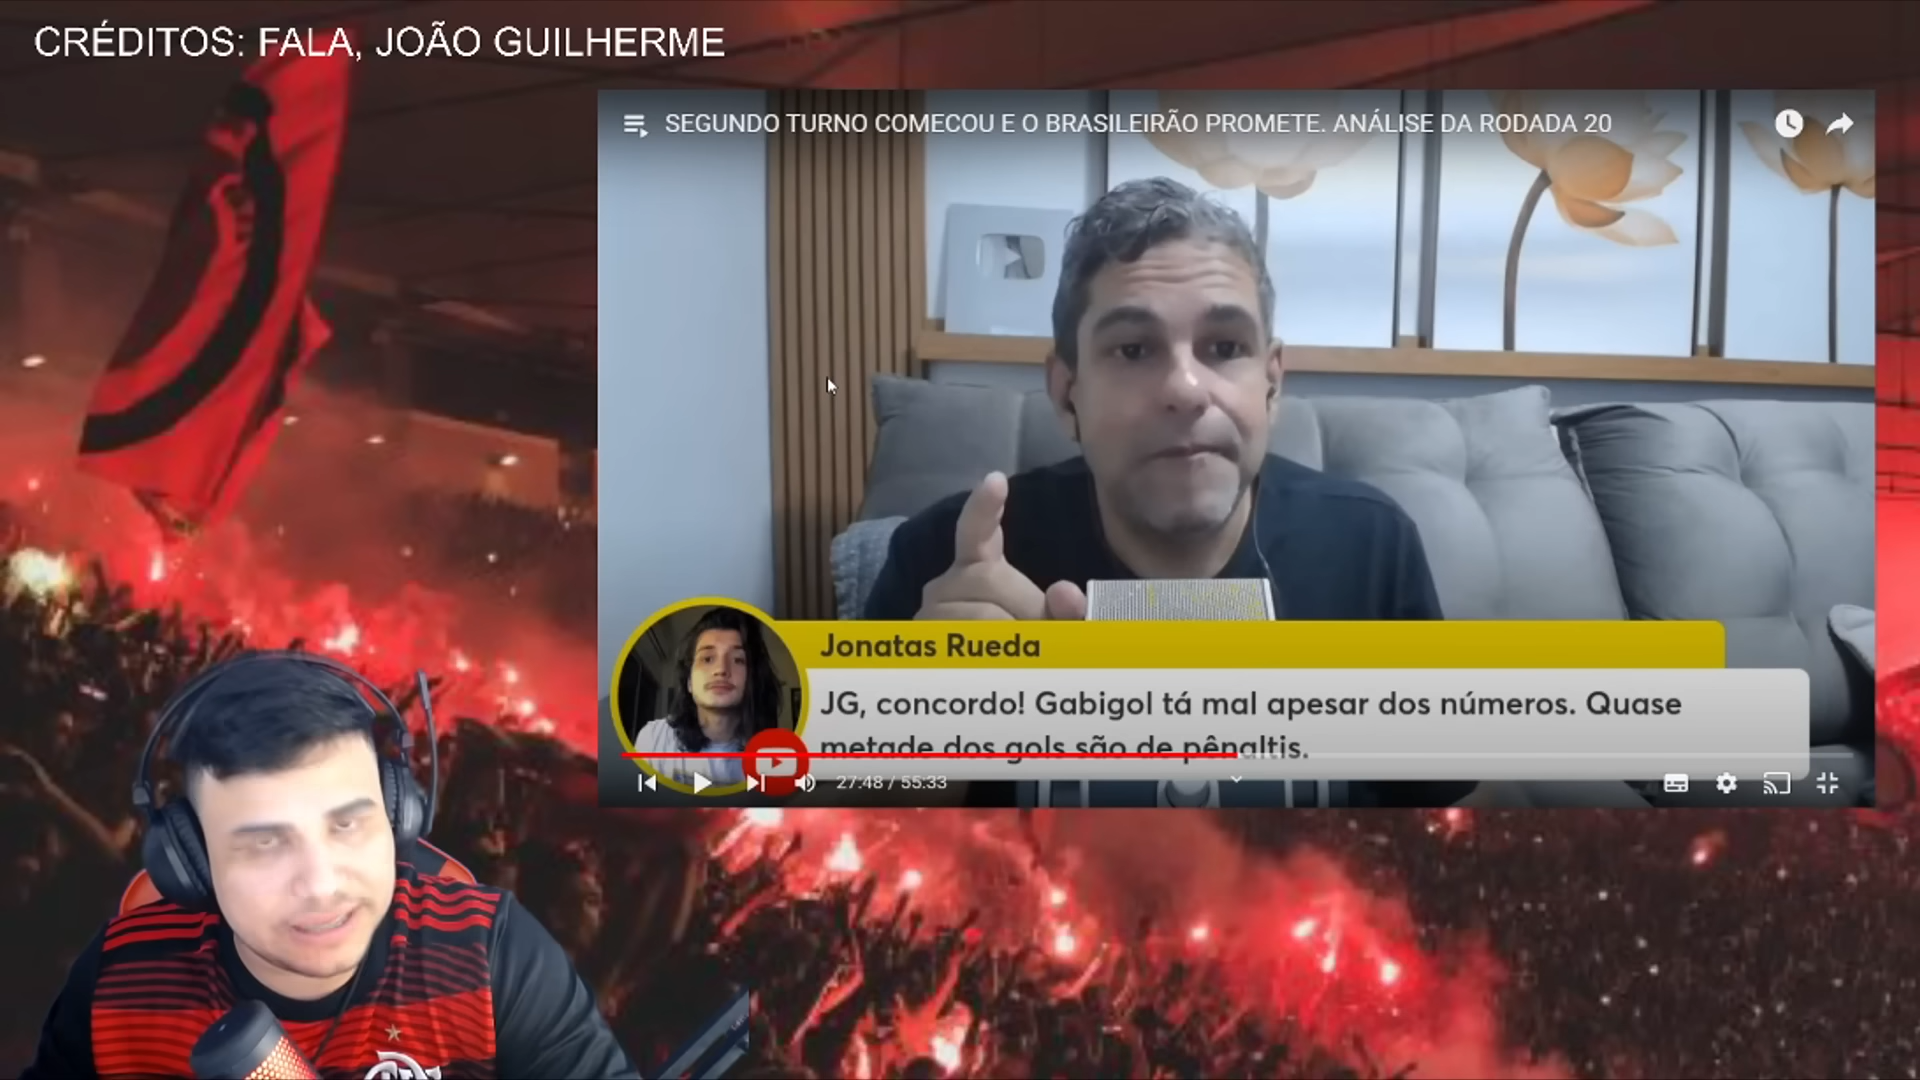 CRÉDITOS: FALA, JOÃO GUILHERME
SEGUNDO TURNO COMECOU E O BRASILEIRÃO PROMETE. ANÁLISE DA RODADA 20
Jonatas Rueda
JG, concordo! Gabigol tá mal apesar dos números. Quase
metade dos gols são de pênaltis.
27:48 / 55:33